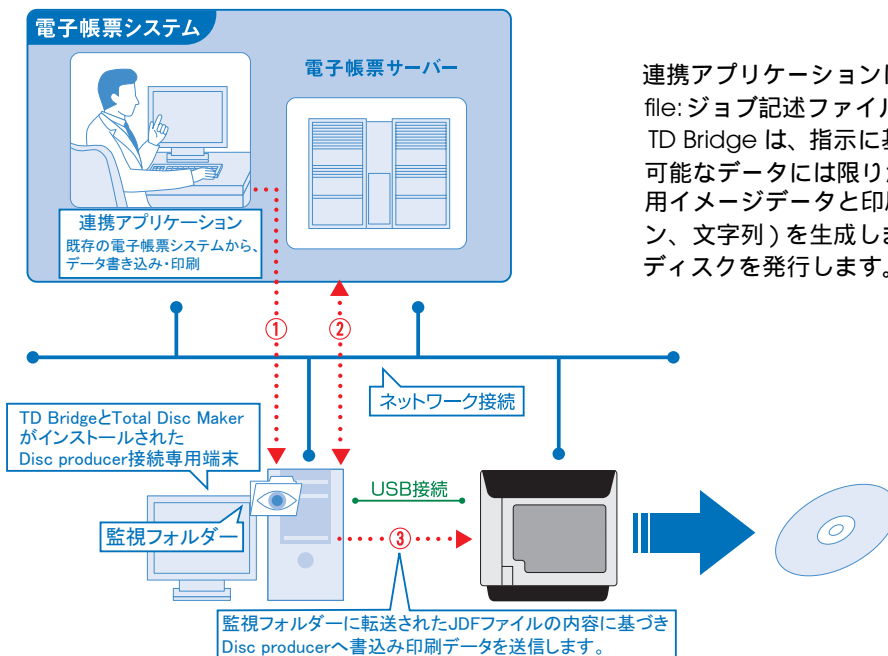 電子帳票システム
電子帳票サーバー
連携アプリケーション
既存の電子帳票システムから、
データ書き込み・印刷
①
②
ネットワーク接続
TD BridgeとTotal Disc Maker
がインストールされた
Disc producer接続専用端末
監視フォルダー
USB接続
③
監視フォルダーに転送されたJDFファイルの内容に基づき
Disc producerへ書込み印刷データを送信します。
連携アプリケーション
file:ジョブ記述ファイル
TD Bridge は、指示に
可能なデータには限り
用イメージデータと印
ン、文字列)を生成し
ディスクを発行します。